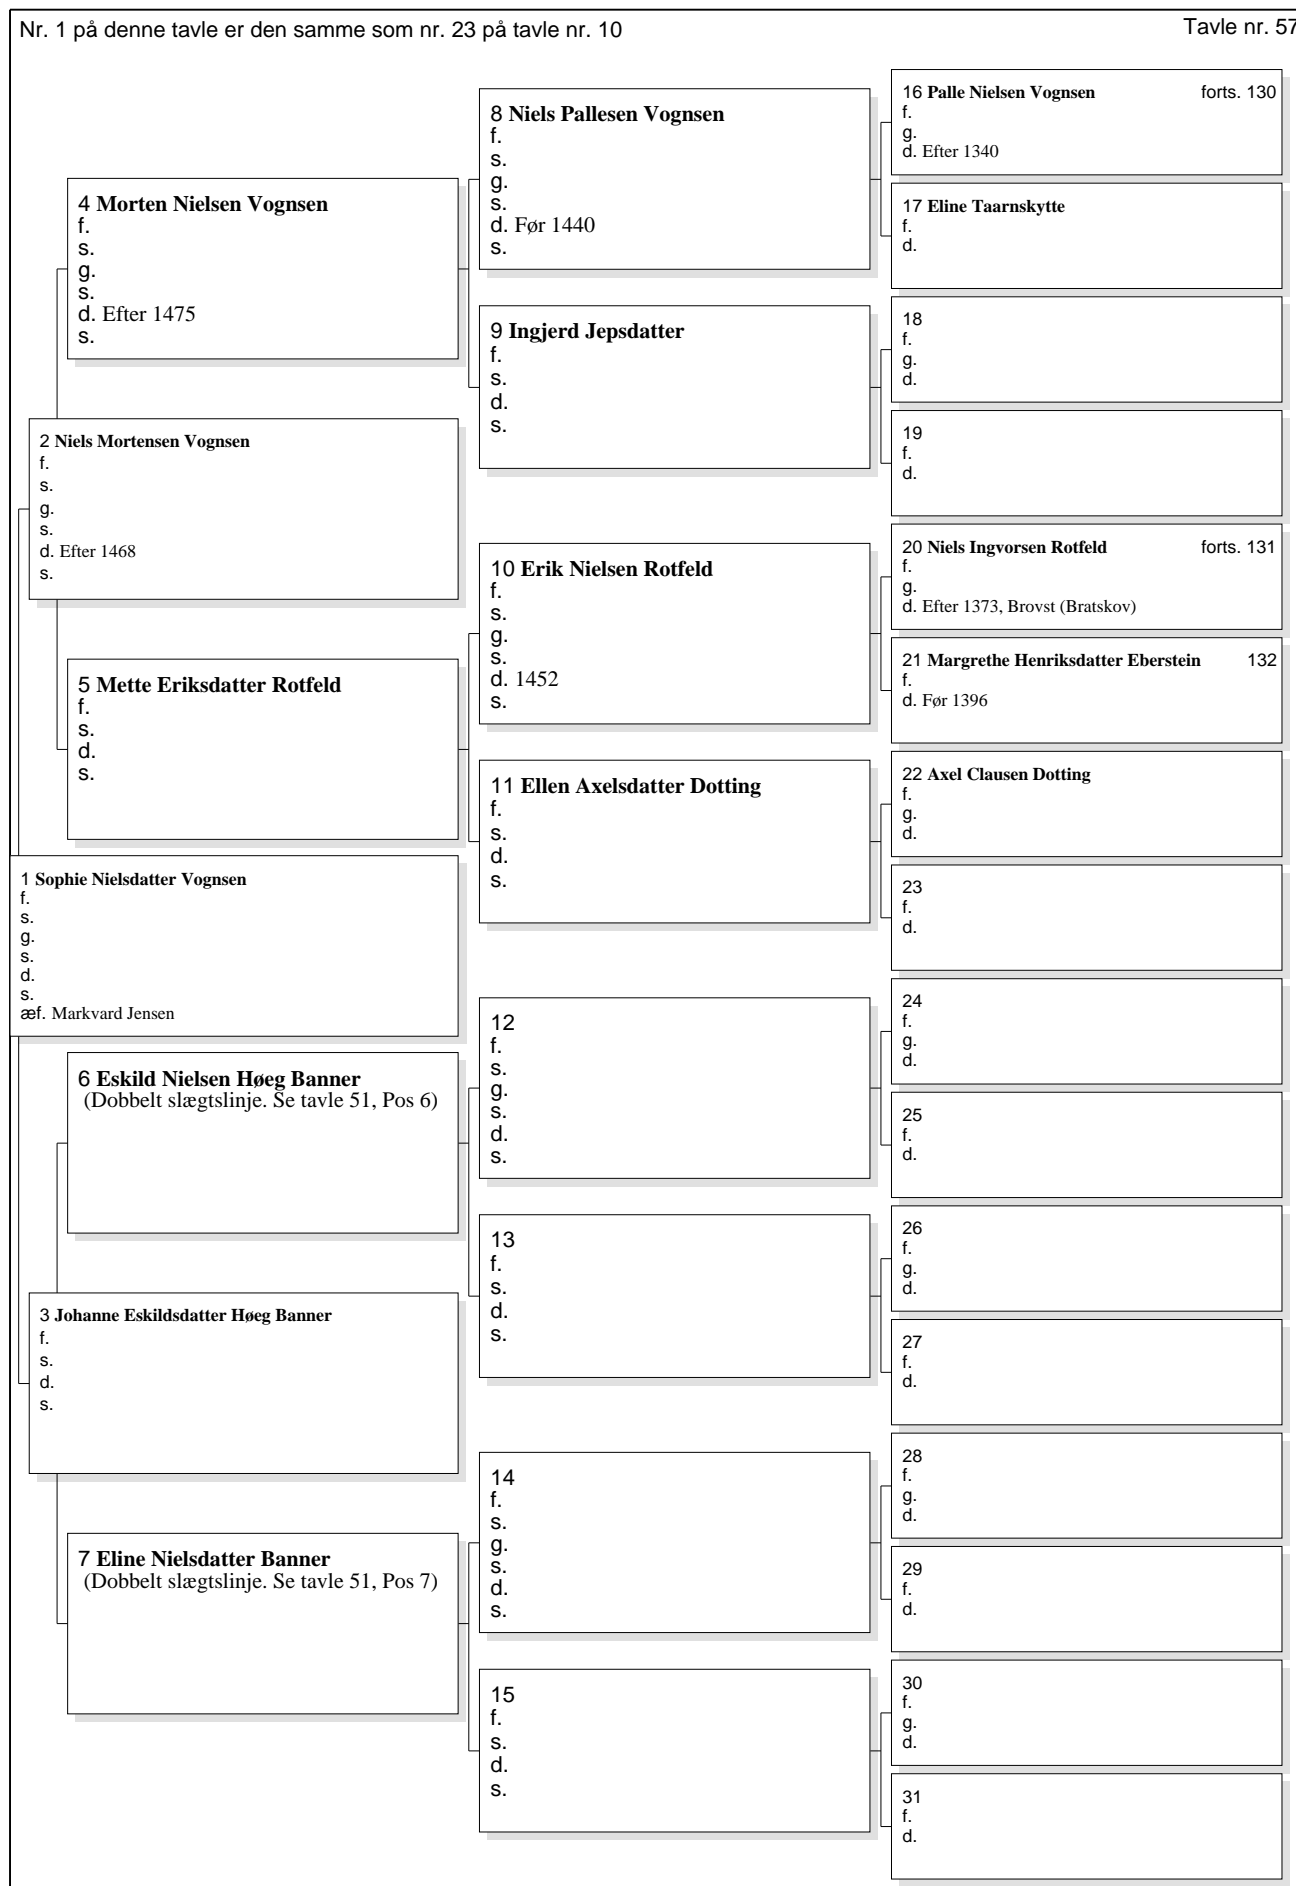 Nr. 1 på denne tavle er den samme som nr. 23 på tavle nr. 10
Tavle nr. 57
1 Sophie Nielsdatter Vognsen
f.
s.
g.
s.
d.
s.
æf. Markvard Jensen
2 Niels Mortensen Vognsen
f.
s.
g.
s.
d. Efter 1468
s.
3 Johanne Eskildsdatter Høeg Banner
f.
s.
d.
s.
4 Morten Nielsen Vognsen
f.
s.
g.
s.
d. Efter 1475
s.
5 Mette Eriksdatter Rotfeld
f.
s.
d.
s.
6 Eskild Nielsen Høeg Banner
(Dobbelt slægtslinje. Se tavle 51, Pos 6)
7 Eline Nielsdatter Banner
(Dobbelt slægtslinje. Se tavle 51, Pos 7)
8 Niels Pallesen Vognsen
f.
s.
g.
s.
d. Før 1440
s.
9 Ingjerd Jepsdatter
f.
s.
d.
s.
10 Erik Nielsen Rotfeld
f.
s.
g.
s.
d. 1452
s.
11 Ellen Axelsdatter Dotting
f.
s.
d.
s.
12
f.
s.
g.
s.
d.
s.
13
f.
s.
d.
s.
14
f.
s.
g.
s.
d.
s.
15
f.
s.
d.
s.
16 Palle Nielsen Vognsen forts. 130
f.
g.
d. Efter 1340
17 Eline Taarnskytte
f.
d.
18
f.
g.
d.
19
f.
d.
20 Niels Ingvorsen Rotfeld forts. 131
f.
g.
d. Efter 1373, Brovst (Bratskov)
21 Margrethe Henriksdatter Eberstein 132
f.
d. Før 1396
22 Axel Clausen Dotting
f.
g.
d.
23
f.
d.
24
f.
g.
d.
25
f.
d.
26
f.
g.
d.
27
f.
d.
28
f.
g.
d.
29
f.
d.
30
f.
g.
d.
31
f.
d.